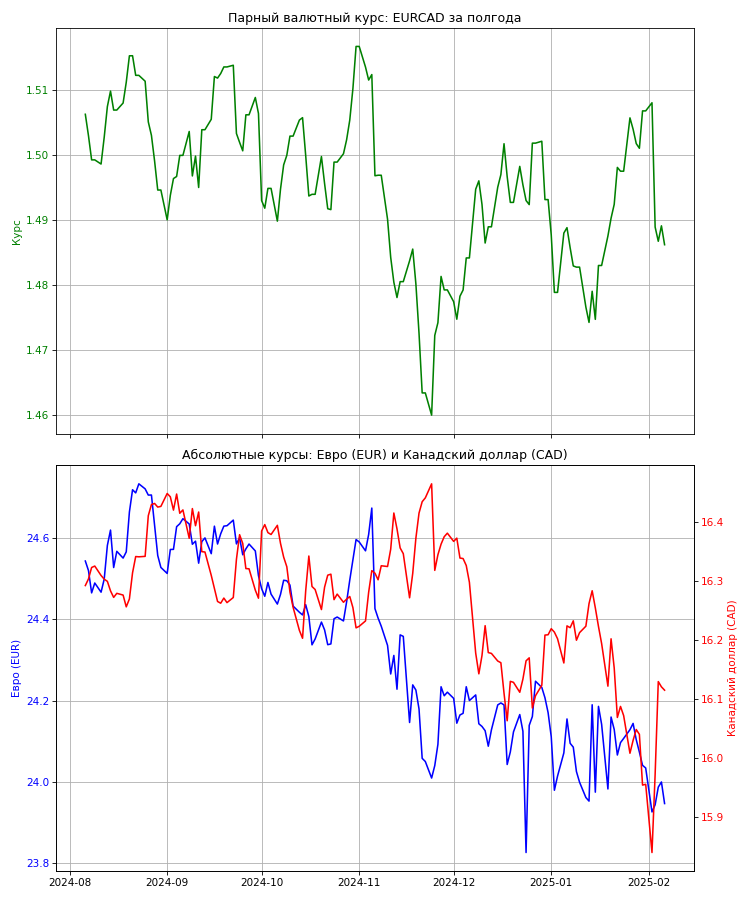 Парный валютный курс: EURCAD за полгода
1.51
1.50
1.49
1.48
1.47
1.46
Курс
Абсолютные курсы: Евро (EUR) и Канадский доллар (CAD)
24.6
24.4
24.2
24.0
23.8
Евро (EUR)
16.4
16.3
16.2
16.1
16.0
15.9
Канадский доллар (CAD)
2024-08 2024-09 2024-10 2024-11 2024-12 2025-01 2025-02